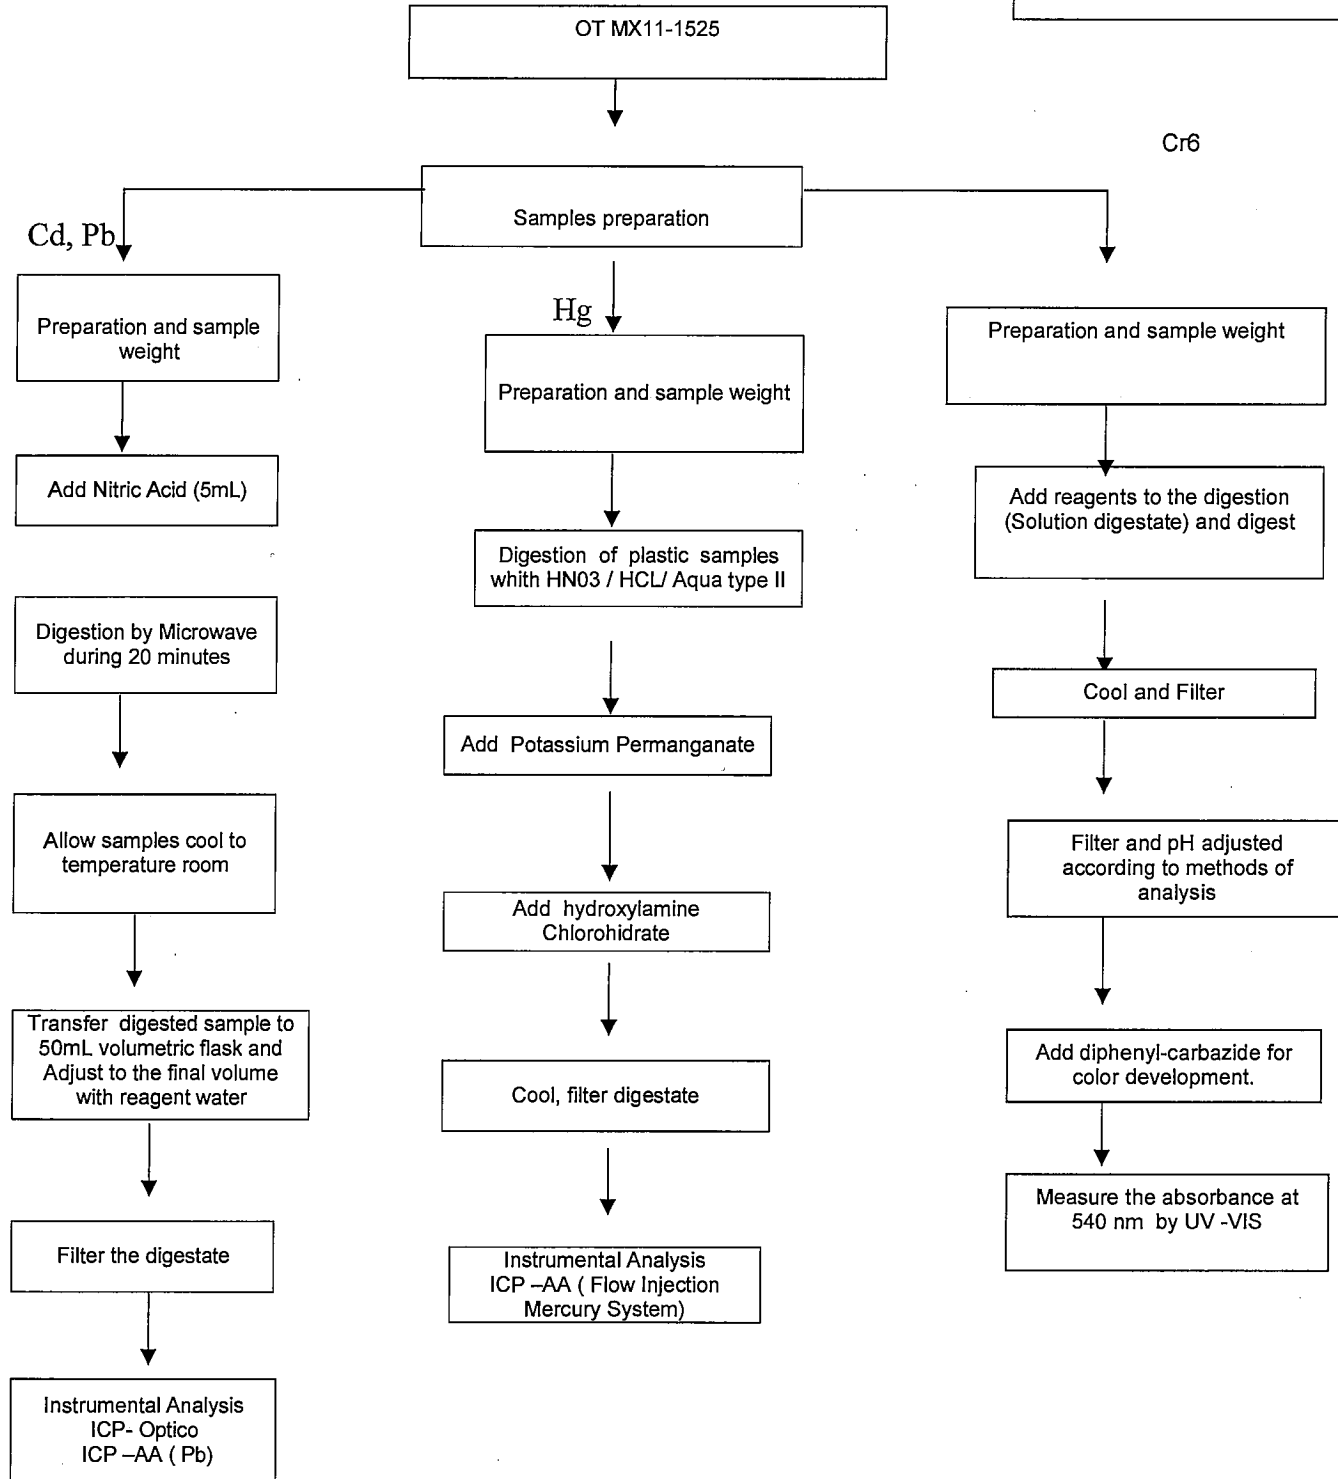 OT MX11-1525
Cr6
Samples preparation
Cd, Pb
Preparation and sample
weight
Add Nitric Acid (5mL)
Digestion by Microwave
during 20 minutes
Allow samples cool to
temperature room
Transfer digested sample to
50mL volumetric flask and
Adjust to the final volume
with reagent water
Filter the digestate
Instrumental Analysis
ICP- Optico
ICP –AA ( Pb)
Hg
Preparation and sample weight
Digestion of plastic samples
whith HN03 / HCL/ Aqua type II
Add Potassium Permanganate
Add hydroxylamine
Chlorohidrate
Cool, filter digestate
Instrumental Analysis
ICP –AA ( Flow Injection
Mercury System)
Preparation and sample weight
Add reagents to the digestion
(Solution digestate) and digest
Cool and Filter
Filter and pH adjusted
according to methods of
analysis
Add diphenyl-carbazide for
color development.
Measure the absorbance at
540 nm by UV -VIS